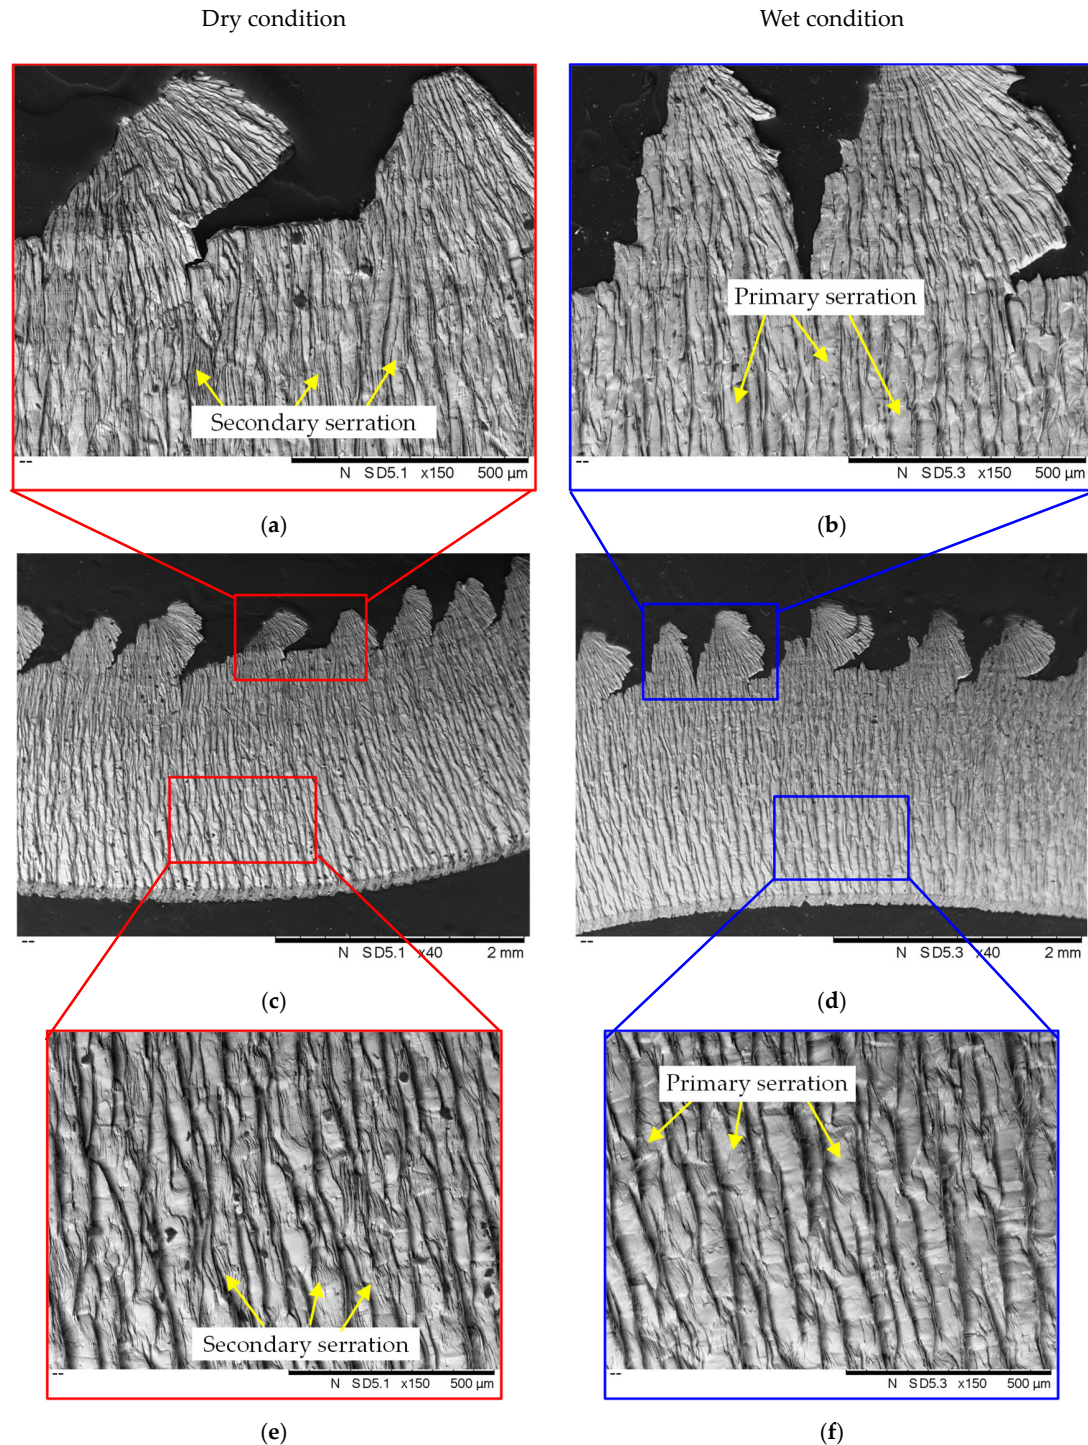 Dry condition
Wet condition
Secondary serration
N SD5.1 x150 500 µm
Primary serration
N SD5.3 x150 500 µm
(a)
(b)
N SD5.1 x40 2 mm
N SD5.3 x40 2 mm
(c)
(d)
Secondary serration
N SD5.1 x150 500 µm
Primary serration
N SD5.3 x150 500 µm
(e)
(f)